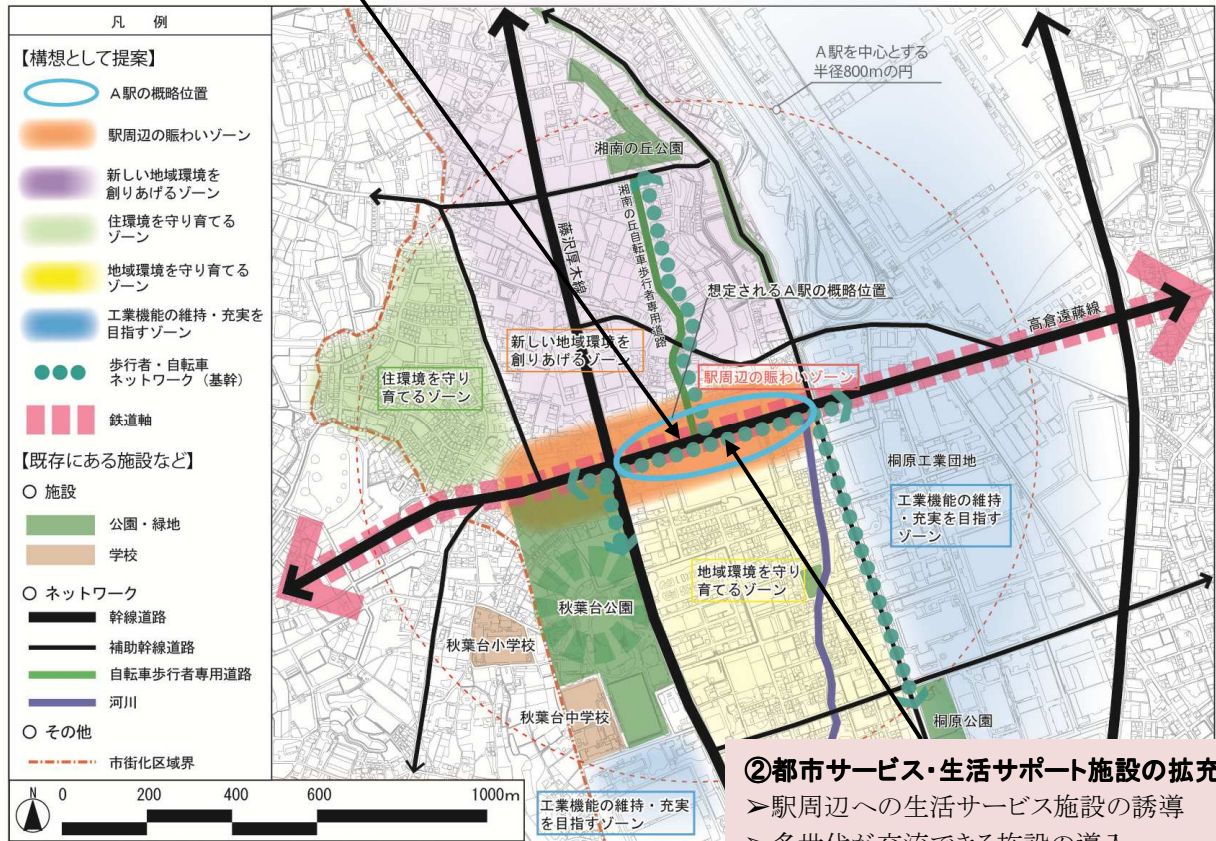 凡 例
【構想として提案】
A駅の概略位置
駅周辺の賑わいゾーン
新しい地域環境を
創りあげるゾーン
住環境を守り育てる
ゾーン
地域環境を守り育てる
ゾーン
工業機能の維持・充実を
目指すゾーン
歩行者・自転車
ネットワーク（基幹）
鉄道軸
【既存にある施設など】
○ 施設
公園・緑地
学校
○ ネットワーク
幹線道路
補助幹線道路
自転車歩行者専用道路
河川
○ その他
市街化区域界
N 0 200 400 600 1000m
A駅を中心とする
半径800mの円
湘南の丘公園
湘南の丘自転車歩行者専用道路
藤沢厚木線
想定されるA駅の概略位置
高倉遠藤線
新しい地域環境を
創りあげるゾーン
駅周辺の賑わいゾーン
住環境を守り
育てるゾーン
桐原工業団地
工業機能の維持
・充実を目指す
ゾーン
地域環境を守り
育てるゾーン
秋葉台公園
秋葉台小学校
秋葉台中学校
桐原公園
工業機能の維持・充実
を目指すゾーン
②都市サービス・生活サポート施設の拡充
➢駅周辺への生活サービス施設の誘導
➢多世代が交流できる施設の導入